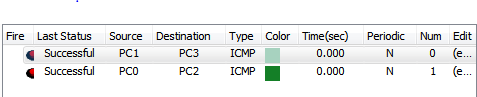 Fire Last Status Source Destination Type Color Time(sec) Periodic Num Edit
Successful PC1 PC3 ICMP 0.000 N 0 (e...
Successful PC0 PC2 ICMP 0.000 N 1 (e...